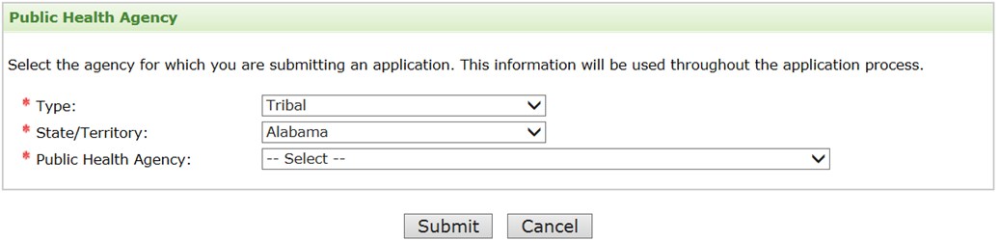 Public Health Agency
Select the agency for which you are submitting an application. This information will be used throughout the application process.
* Type: Tribal
* State/Territory: Alabama
* Public Health Agency: -- Select --
Submit Cancel